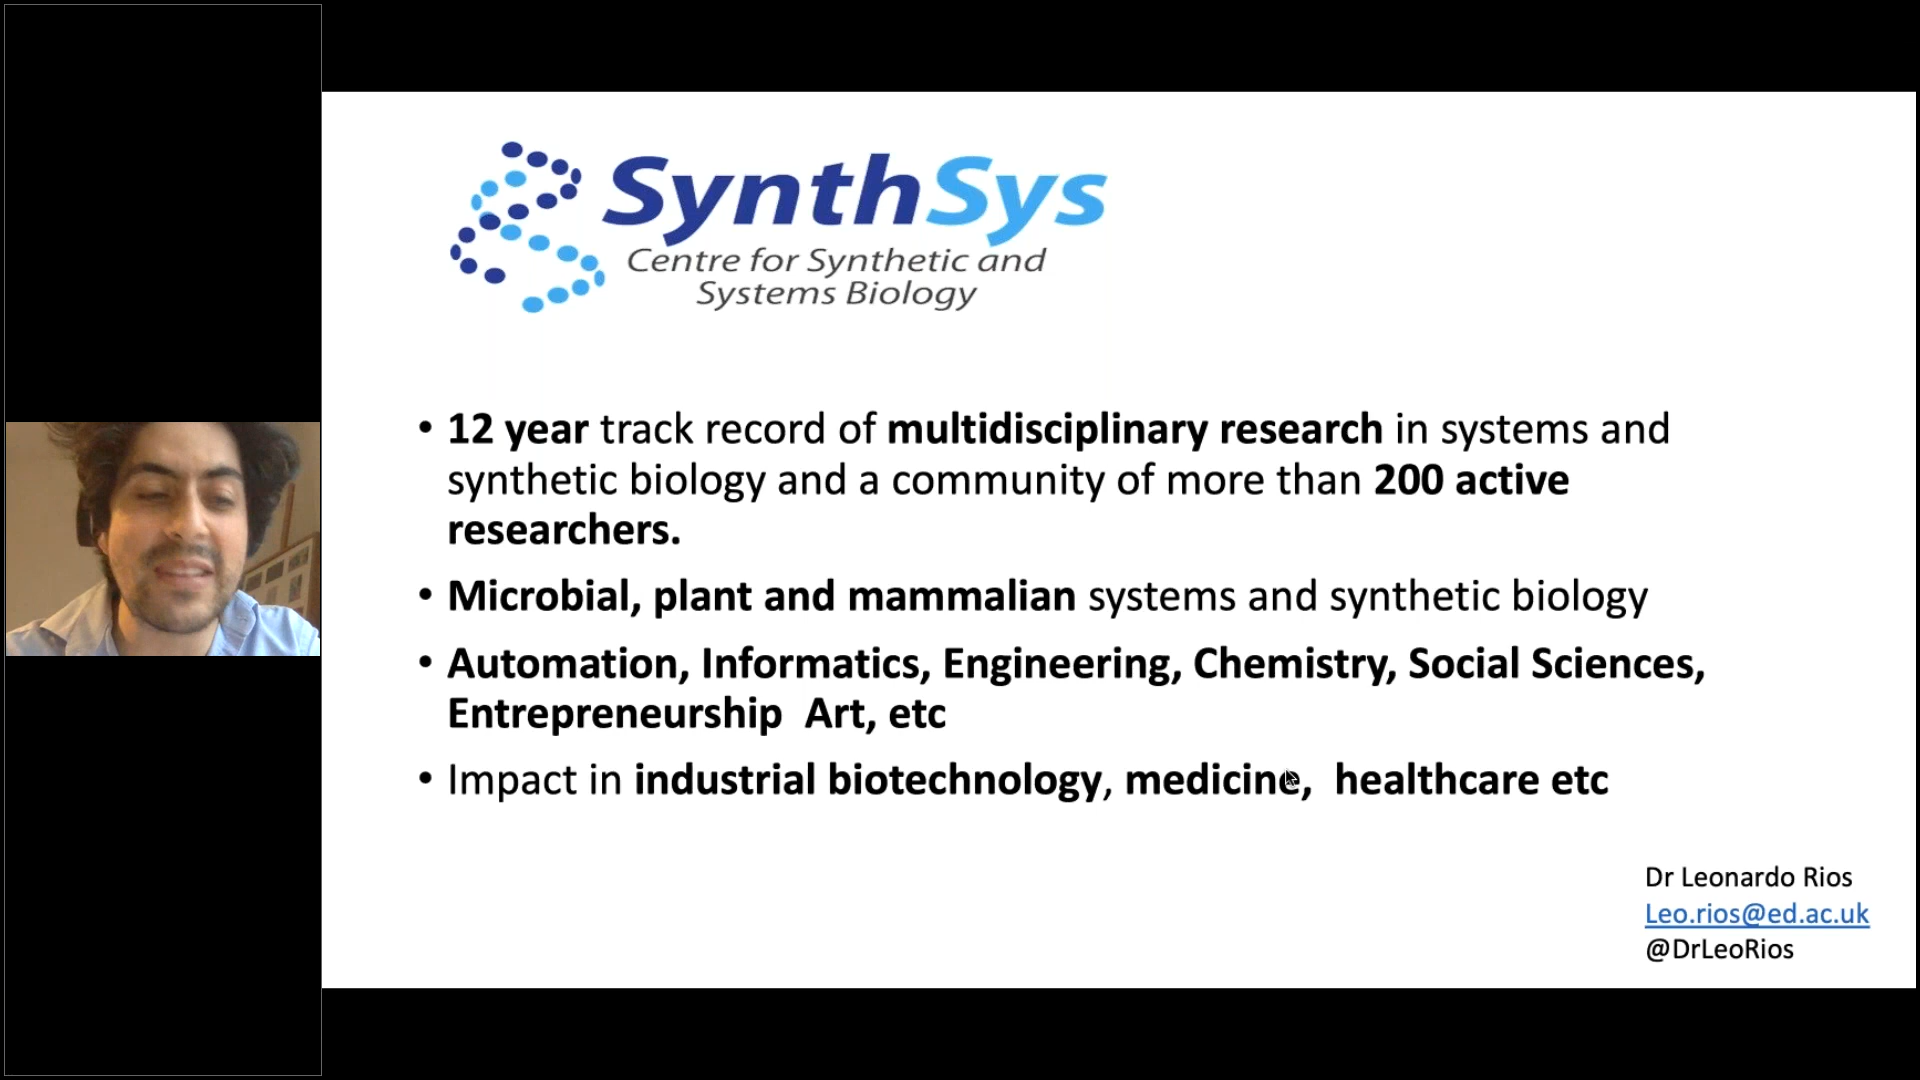 SynthSys
Centre for Synthetic and
Systems Biology
• 12 year track record of multidisciplinary research in systems and
synthetic biology and a community of more than 200 active
researchers.
• Microbial, plant and mammalian systems and synthetic biology
• Automation, Informatics, Engineering, Chemistry, Social Sciences,
Entrepreneurship  Art, etc
• Impact in industrial biotechnology, medicine,  healthcare etc
Dr Leonardo Rios
Leo.rios@ed.ac.uk
@DrLeoRios